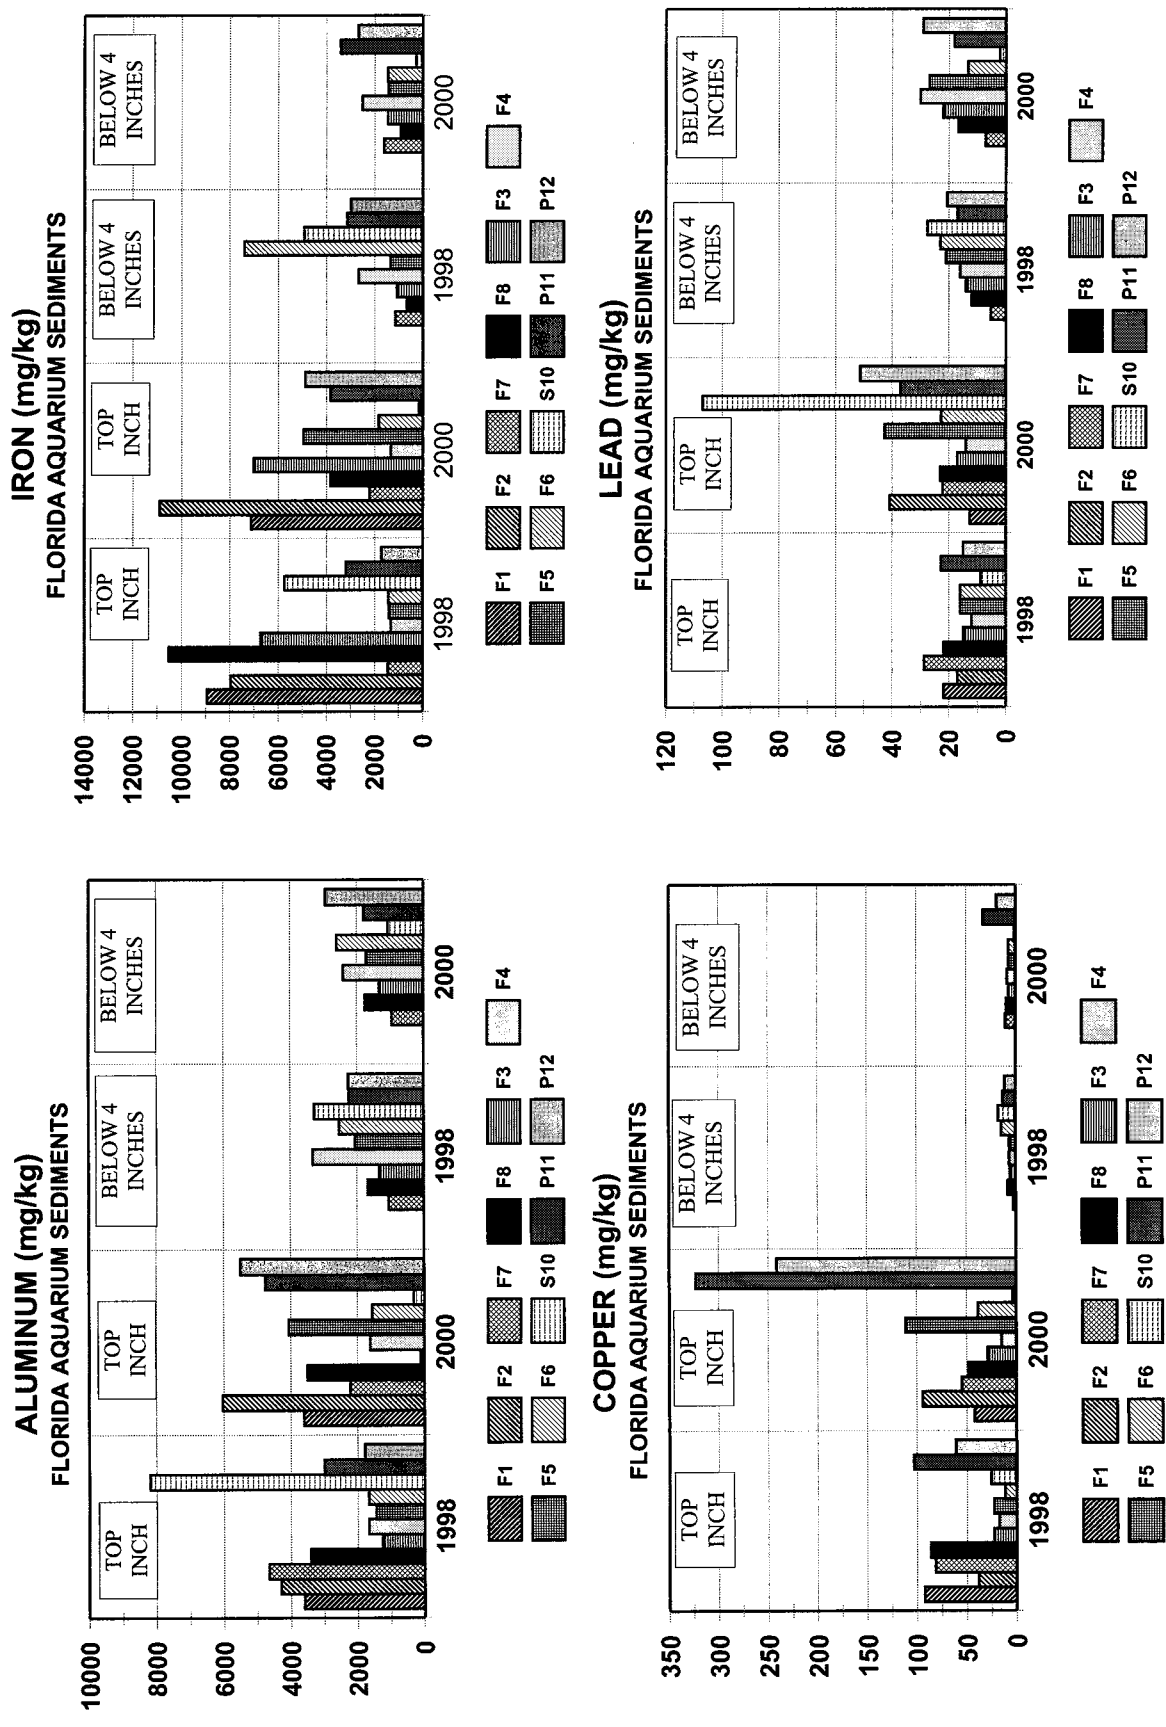 ALUMINUM (mg/kg)
FLORIDA AQUARIUM SEDIMENTS
10000
8000
6000
4000
2000
0
TOP
INCH
TOP
INCH
BELOW 4
INCHES
BELOW 4
INCHES
1998
2000
1998
2000
F1
F2
F7
F8
F3
F4
F5
F6
S10
P11
P12
IRON (mg/kg)
FLORIDA AQUARIUM SEDIMENTS
14000
12000
10000
8000
6000
4000
2000
0
TOP
INCH
TOP
INCH
BELOW 4
INCHES
BELOW 4
INCHES
1998
2000
1998
2000
F1
F2
F7
F8
F3
F4
F5
F6
S10
P11
P12
COPPER (mg/kg)
FLORIDA AQUARIUM SEDIMENTS
350
300
250
200
150
100
50
0
TOP
INCH
TOP
INCH
BELOW 4
INCHES
BELOW 4
INCHES
1998
2000
1998
2000
F1
F2
F7
F8
F3
F4
F5
F6
S10
P11
P12
LEAD (mg/kg)
FLORIDA AQUARIUM SEDIMENTS
120
100
80
60
40
20
0
TOP
INCH
TOP
INCH
BELOW 4
INCHES
BELOW 4
INCHES
1998
2000
1998
2000
F1
F2
F7
F8
F3
F4
F5
F6
S10
P11
P12